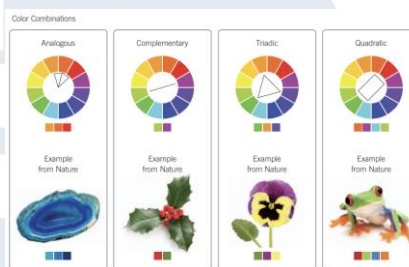 Color Combinations
Analogous
Complementary
Triadic
Quadratic
Example
from Nature
Example
from Nature
Example
from Nature
Example
from Nature